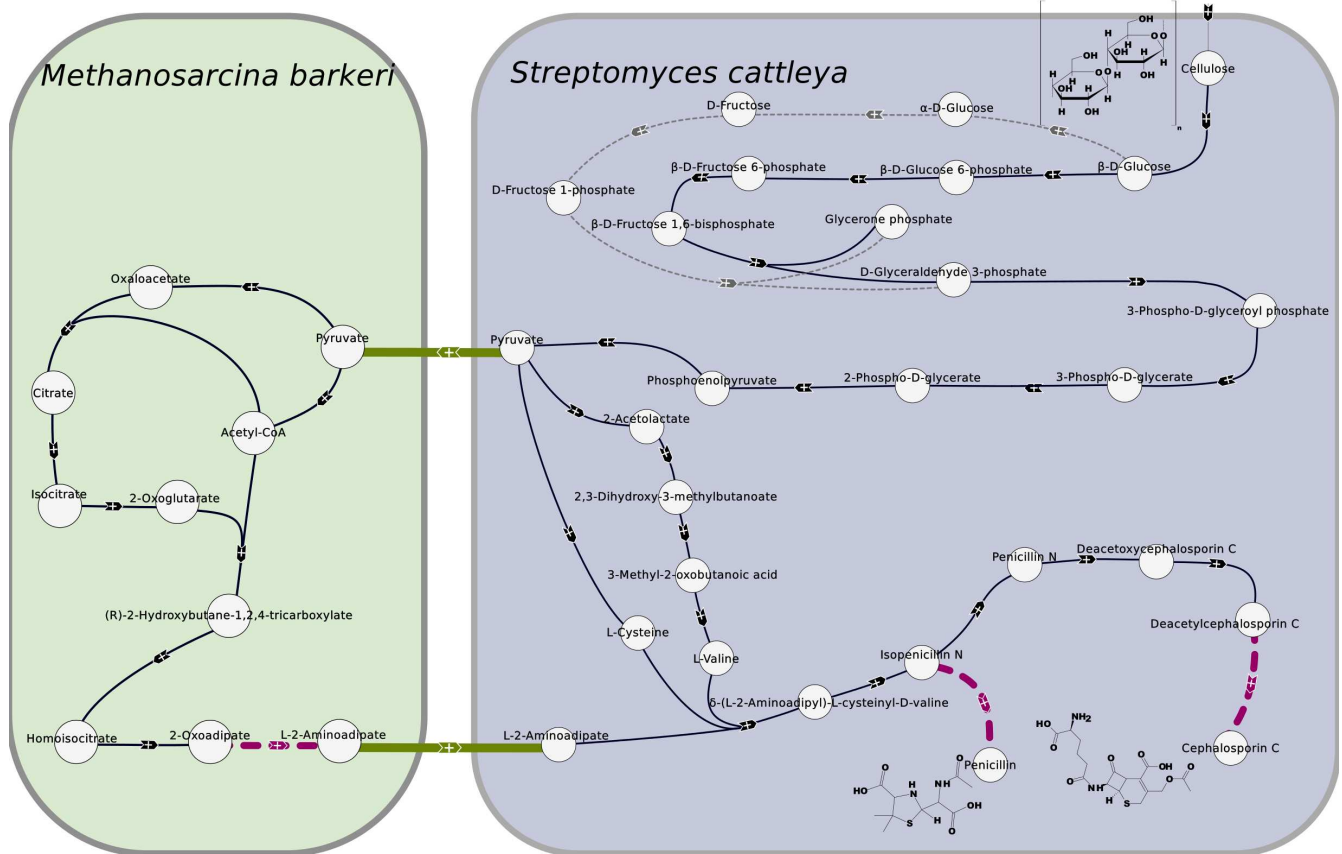 Methanosarcina barkeri
Oxaloacetate
Pyruvate
Citrate
Acetyl-CoA
Isocitrate
2-Oxoglutarate
(R)-2-Hydroxybutane-1,2,4-tricarboxylate
Homoisocitrate
2-Oxoadipate
L-2-Aminoadipate
Streptomyces cattleya
Cellulose
D-Fructose
α-D-Glucose
β-D-Fructose 6-phosphate
β-D-Glucose 6-phosphate
β-D-Glucose
D-Fructose 1-phosphate
β-D-Fructose 1,6-bisphosphate
Glycerone phosphate
D-Glyceraldehyde 3-phosphate
3-Phospho-D-glyceroyl phosphate
Pyruvate
Phosphoenolpyruvate
2-Phospho-D-glycerate
3-Phospho-D-glycerate
2-Acetolactate
2,3-Dihydroxy-3-methylbutanoate
3-Methyl-2-oxobutanoic acid
L-Cysteine
L-Valine
L-2-Aminoadipate
δ-(L-2-Aminoadipyl)-L-cysteinyl-D-valine
Isopenicillin N
Penicillin N
Deacetoxycephalosporin C
Deacetylcephalosporin C
Penicillin
Cephalosporin C